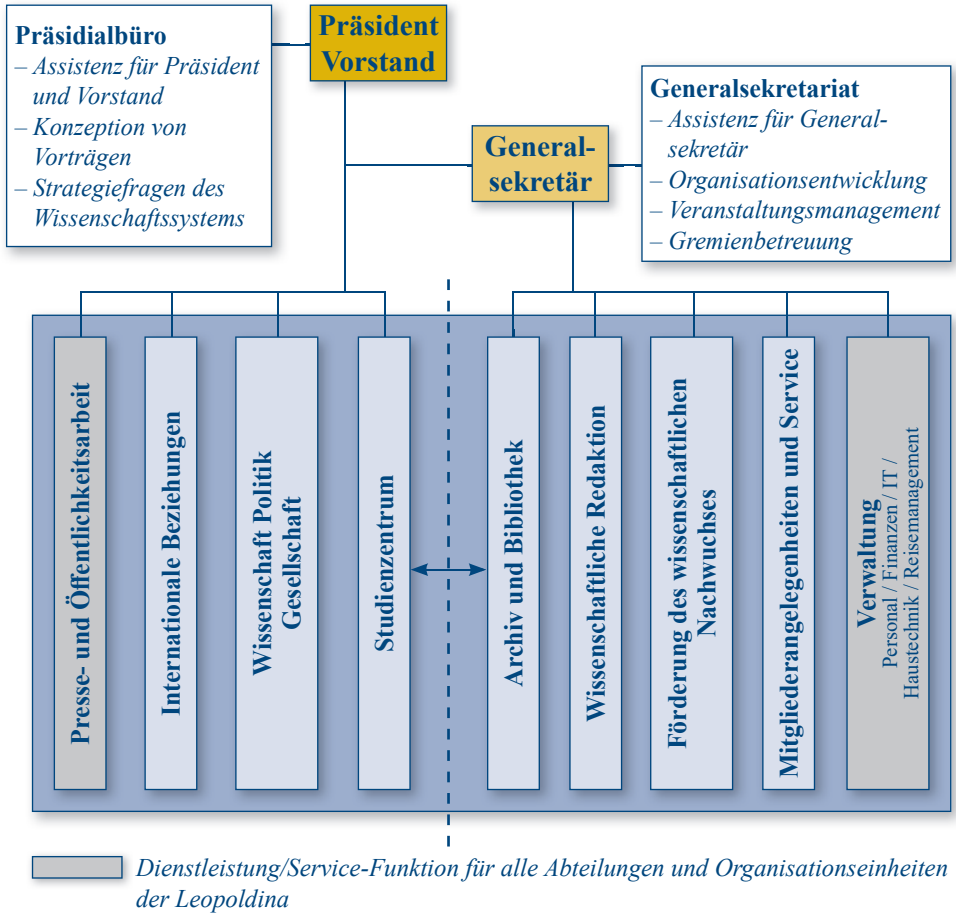 Präsidialbüro
– Assistenz für Präsident
und Vorstand
– Konzeption von
Vorträgen
– Strategiefragen des
Wissenschaftssystems
Präsident
Vorstand
General-
sekretär
Generalsekretariat
– Assistenz für General-
sekretär
– Organisationsentwicklung
– Veranstaltungsmanagement
– Gremienbetreuung
Presse- und Öffentlichkeitsarbeit
Internationale Beziehungen
Wissenschaft Politik
Gesellschaft
Studienzentrum
Archiv und Bibliothek
Wissenschaftliche Redaktion
Förderung des wissenschaftlichen
Nachwuchses
Mitgliederangelegenheiten und Service
Verwaltung
Personal / Finanzen / IT /
Haustechnik / Reisemanagement
Dienstleistung/Service-Funktion für alle Abteilungen und Organisationseinheiten
der Leopoldina